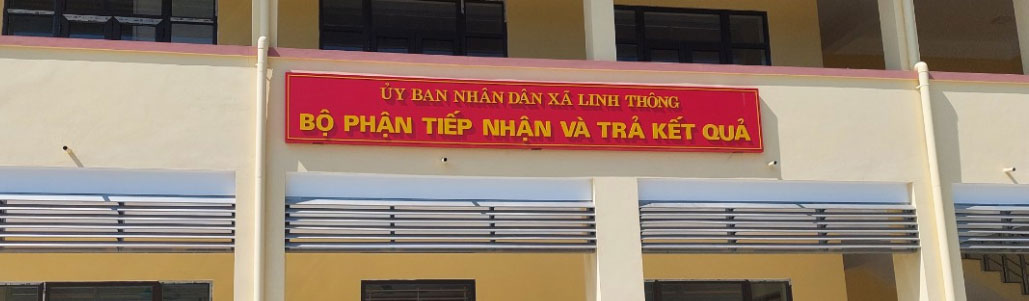 ỦY BAN NHÂN DÂN XÃ LINH THÔNG
BỘ PHẬN TIẾP NHẬN VÀ TRẢ KẾT QUẢ